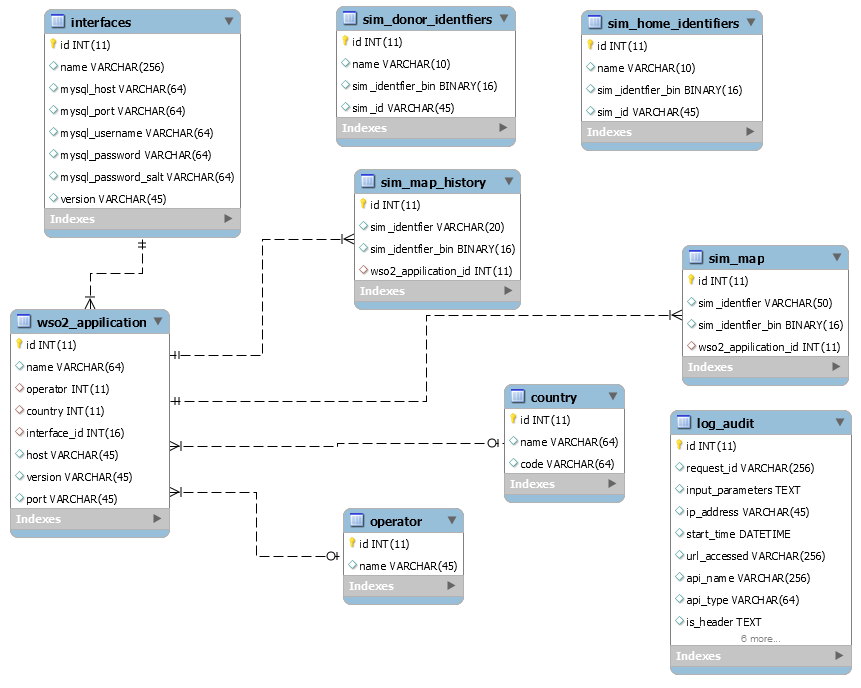 interfaces
id INT(11)
name VARCHAR(256)
mysql_host VARCHAR(64)
mysql_port VARCHAR(64)
mysql_username VARCHAR(64)
mysql_password VARCHAR(64)
mysql_password_salt VARCHAR(64)
version VARCHAR(45)
Indexes
sim_donor_identfiers
id INT(11)
name VARCHAR(10)
sim_identfier_bin BINARY(16)
sim_id VARCHAR(45)
Indexes
sim_home_identifiers
id INT(11)
name VARCHAR(10)
sim_identfier_bin BINARY(16)
sim_id VARCHAR(45)
Indexes
sim_map_history
id INT(11)
sim_identfier VARCHAR(20)
sim_identfier_bin BINARY(16)
wso2_appilication_id INT(11)
Indexes
sim_map
id INT(11)
sim_identfier VARCHAR(50)
sim_identfier_bin BINARY(16)
wso2_appilication_id INT(11)
Indexes
wso2_appilication
id INT(11)
name VARCHAR(64)
operator INT(11)
country INT(11)
interface_id INT(16)
host VARCHAR(45)
version VARCHAR(45)
port VARCHAR(45)
Indexes
country
id INT(11)
name VARCHAR(64)
code VARCHAR(64)
Indexes
operator
id INT(11)
name VARCHAR(45)
Indexes
log_audit
id INT(11)
request_id VARCHAR(256)
input_parameters TEXT
ip_address VARCHAR(45)
start_time DATETIME
url_accessed VARCHAR(256)
api_name VARCHAR(256)
api_type VARCHAR(64)
is_header TEXT
6 more...
Indexes